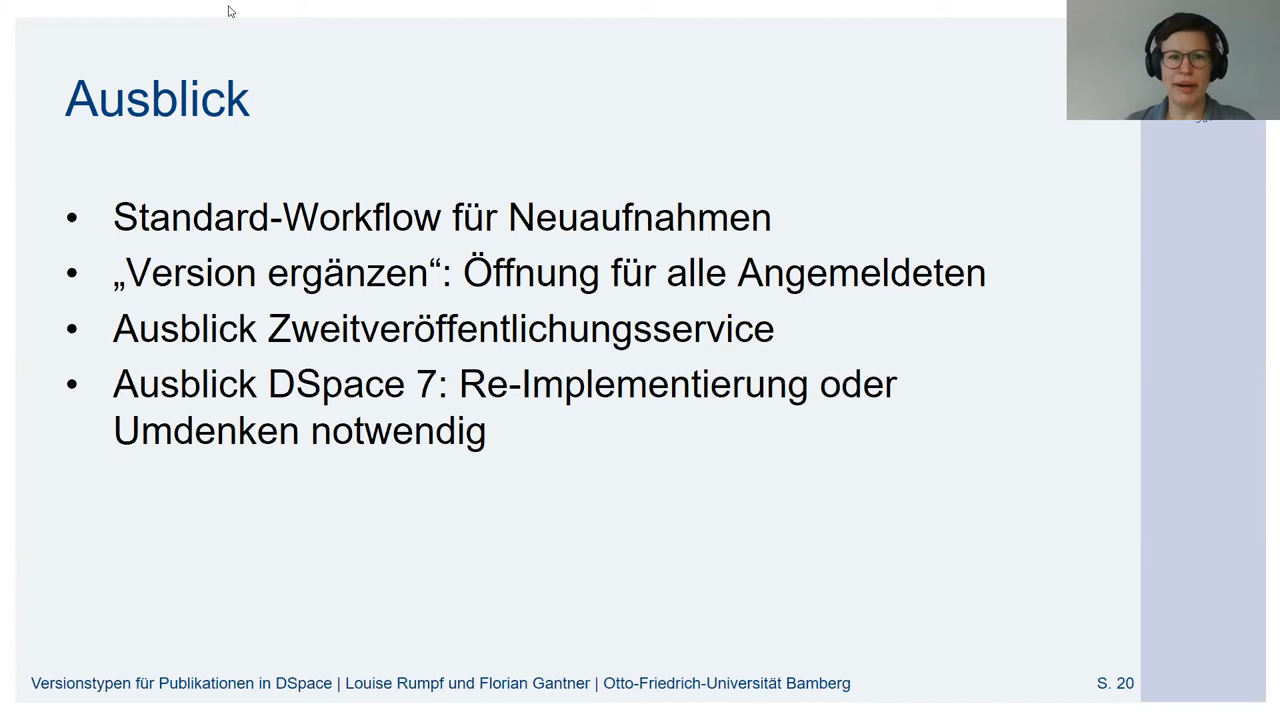 Ausblick
• Standard-Workflow für Neuaufnahmen
• „Version ergänzen“: Öffnung für alle Angemeldeten
• Ausblick Zweitveröffentlichungsservice
• Ausblick DSpace 7: Re-Implementierung oder
Umdenken notwendig
Versionstypen für Publikationen in DSpace | Louise Rumpf und Florian Gantner | Otto-Friedrich-Universität Bamberg
S. 20